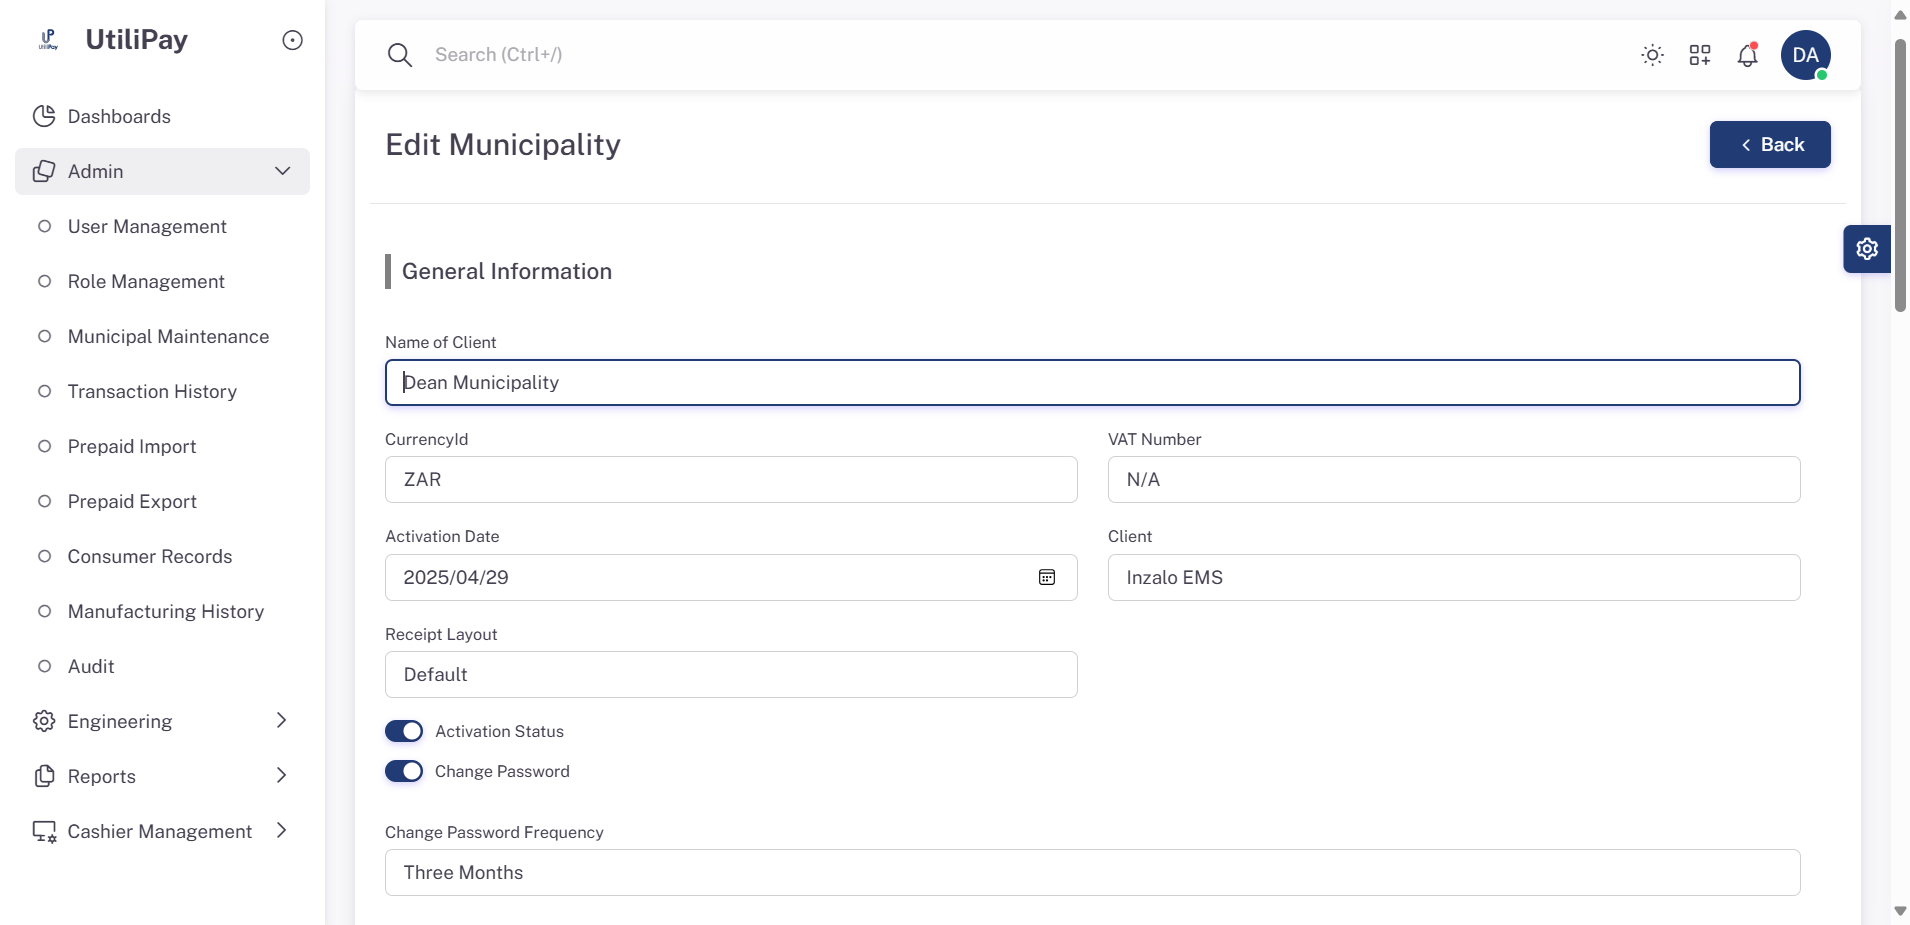 UP
UtiliPay
UtiliPay
Search (Ctrl+/)
DA
Dashboards
Admin
User Management
Role Management
Municipal Maintenance
Transaction History
Prepaid Import
Prepaid Export
Consumer Records
Manufacturing History
Audit
Engineering
Reports
Cashier Management
Edit Municipality
Back
General Information
Name of Client
Dean Municipality
CurrencyId
VAT Number
ZAR
N/A
Activation Date
Client
2025/04/29
Inzalo EMS
Receipt Layout
Default
Activation Status
Change Password
Change Password Frequency
Three Months